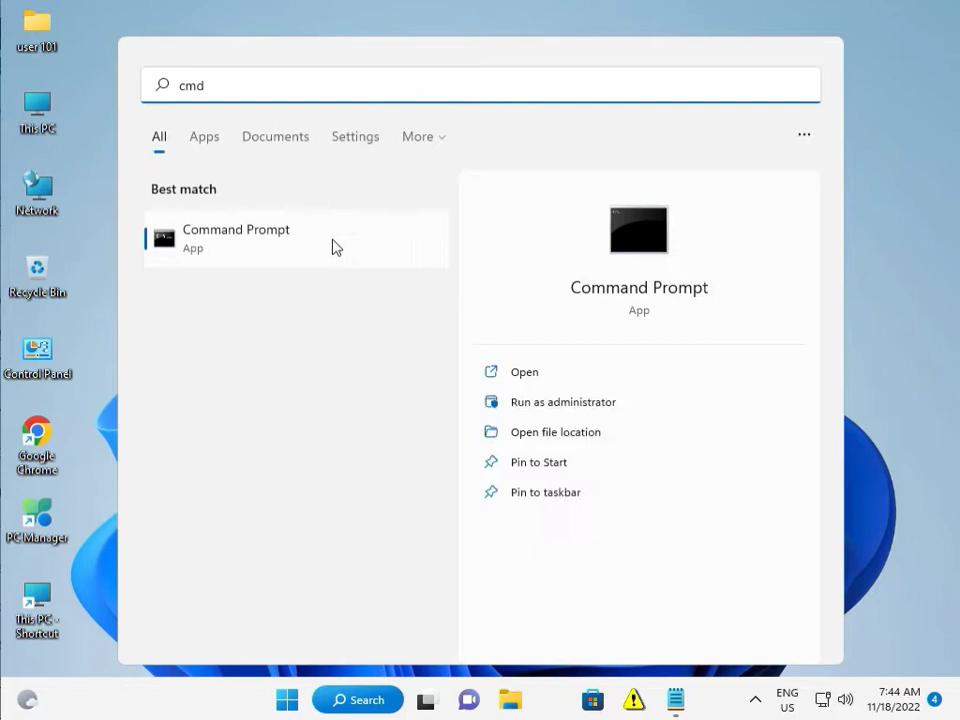 user 101
This PC
Network
Recycle Bin
Control Panel
Google
Chrome
PC Manager
This PC -
Shortcut
cmd
All
Apps
Documents
Settings
More
Best match
Command Prompt
App
Command Prompt
App
Open
Run as administrator
Open file location
Pin to Start
Pin to taskbar
Search
ENG
US
7:44 AM
11/18/2022
4